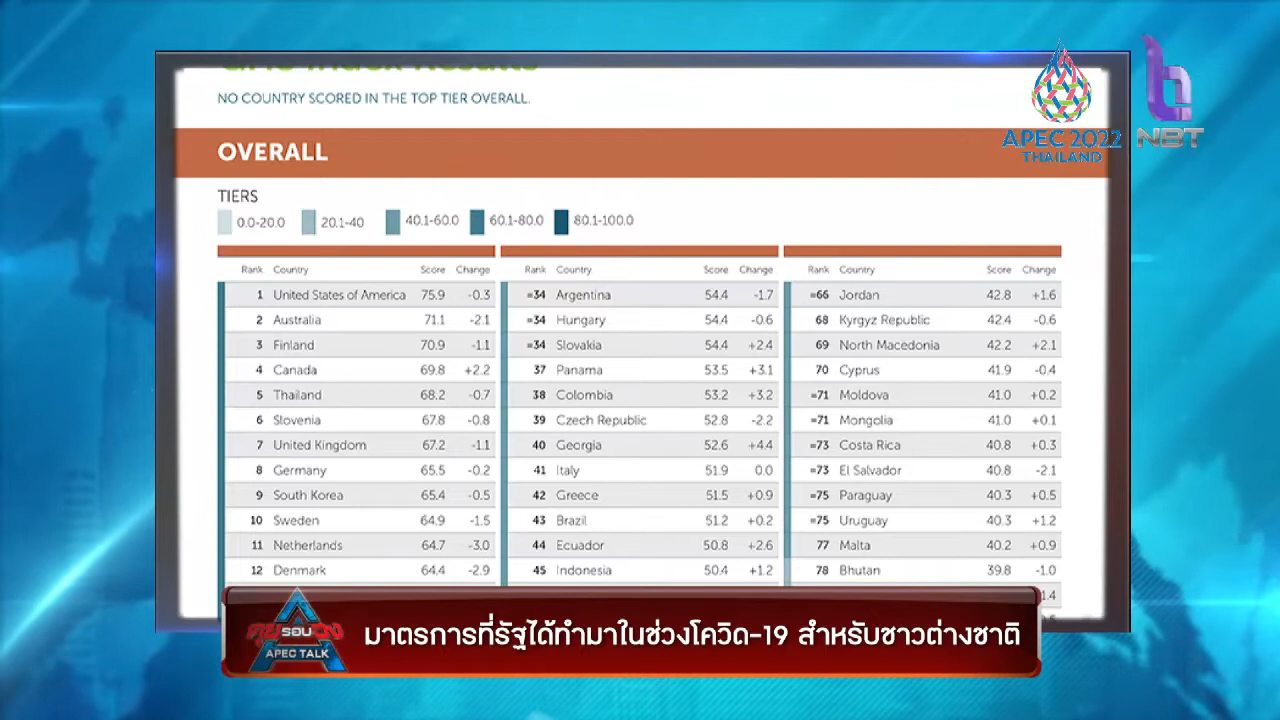 GHS Index Results
NO COUNTRY SCORED IN THE TOP TIER OVERALL.
APEC 2022
THAILAND
NBT
OVERALL
TIERS
0.0-20.0 20.1-40 40.1-60.0 60.1-80.0 80.1-100.0
Rank Country Score Change
1 United States of America 75.9 -0.3
2 Australia 71.1 -2.1
3 Finland 70.9 -1.1
4 Canada 69.8 +2.2
5 Thailand 68.2 -0.7
6 Slovenia 67.8 -0.8
7 United Kingdom 67.2 -1.1
8 Germany 65.5 -0.2
9 South Korea 65.4 -0.5
10 Sweden 64.9 -1.5
11 Netherlands 64.7 -3.0
12 Denmark 64.4 -2.9
Rank Country Score Change
=34 Argentina 54.4 -1.7
=34 Hungary 54.4 -0.6
=34 Slovakia 54.4 +2.4
37 Panama 53.5 +3.1
38 Colombia 53.2 +3.2
39 Czech Republic 52.8 -2.2
40 Georgia 52.6 +4.4
41 Italy 51.9 0.0
42 Greece 51.5 +0.9
43 Brazil 51.2 +0.2
44 Ecuador 50.8 +2.6
45 Indonesia 50.4 +1.2
Rank Country Score Change
=66 Jordan 42.8 +1.6
68 Kyrgyz Republic 42.4 -0.6
69 North Macedonia 42.2 +2.1
70 Cyprus 41.9 -0.4
=71 Moldova 41.0 +0.2
=71 Mongolia 41.0 +0.1
=73 Costa Rica 40.8 +0.3
=73 El Salvador 40.8 -2.1
=75 Paraguay 40.3 +0.5
=75 Uruguay 40.3 +1.2
77 Malta 40.2 +0.9
78 Bhutan 39.8 -1.0
คุยรอบวง
APEC TALK
มาตรการที่รัฐได้ทำมาในช่วงโควิด-19 สำหรับชาวต่างชาติ